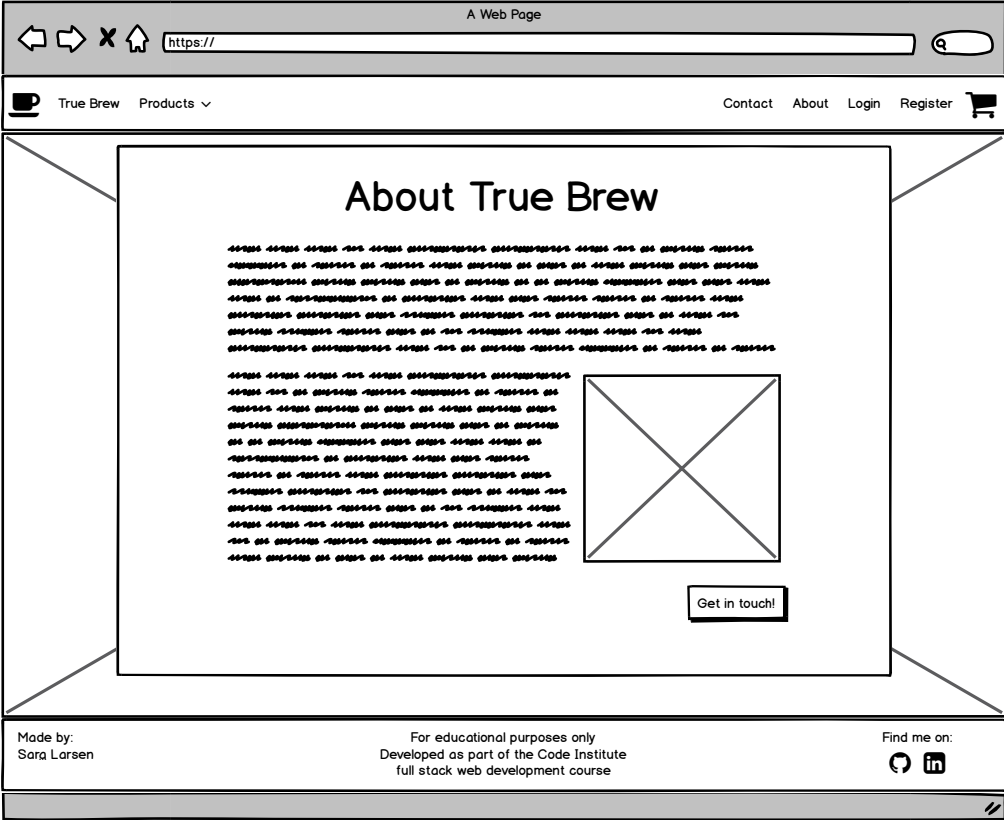 A Web Page
https://
True Brew Products Contact About Login Register
About True Brew
Get in touch!
Made by:
Sara Larsen
For educational purposes only
Developed as part of the Code Institute
full stack web development course
Find me on:
in